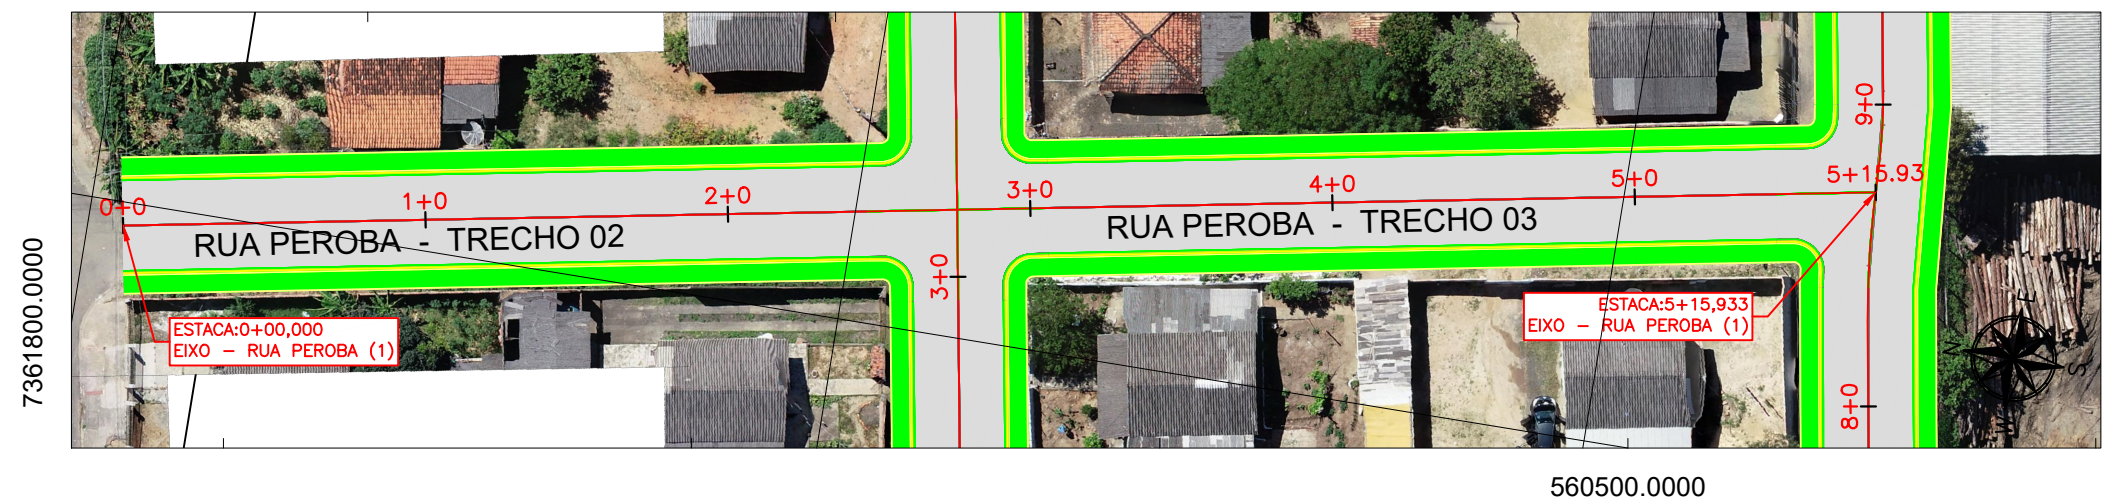 9+0
5+15.93
5+0
4+0
3+0
2+0
1+0
0+0
RUA PEROBA - TRECHO 02
RUA PEROBA - TRECHO 03
3+0
ESTACA:0+00,000
EIXO - RUA PEROBA (1)
ESTACA:5+15,933
EIXO - RUA PEROBA (1)
8+0
N
E
S
W
7361800.0000
560500.0000